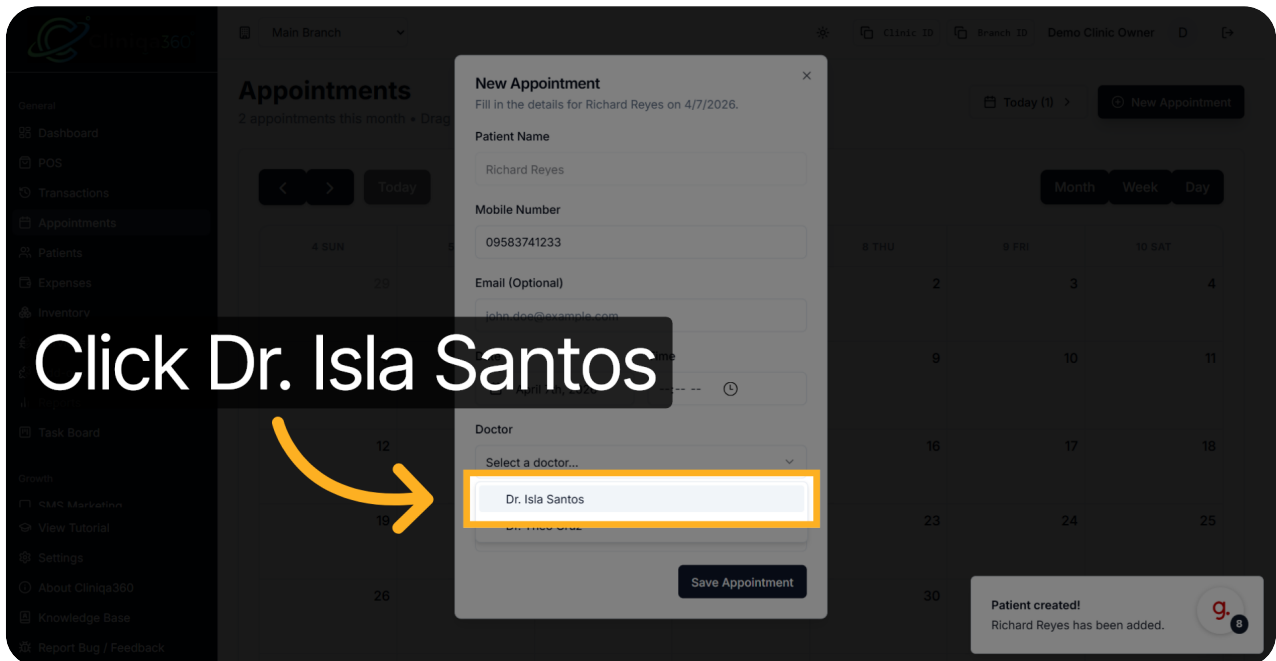 Cliniqa360
Main Branch
Clinic ID
Branch ID
Demo Clinic Owner
D
General
Dashboard
POS
Transactions
Appointments
Patients
Expenses
Inventory
Reports
Task Board
Growth
SMS Marketing
View Tutorial
Settings
About Cliniqa360
Knowledge Base
Report Bug / Feedback
Appointments
2 appointments this month • Drag
Today (1)
New Appointment
Today
Month
Week
Day
4 SUN
8 THU
9 FRI
10 SAT
29
2
3
4
9
10
11
12
16
17
18
19
23
24
25
26
30
New Appointment
Fill in the details for Richard Reyes on 4/7/2026.
Patient Name
Richard Reyes
Mobile Number
09583741233
Email (Optional)
john.doe@example.com
April 7th, 2026
--:-- --
Doctor
Select a doctor...
Dr. Isla Santos
Dr. Theo Cruz
Save Appointment
Click Dr. Isla Santos
Patient created!
Richard Reyes has been added.
g.
8